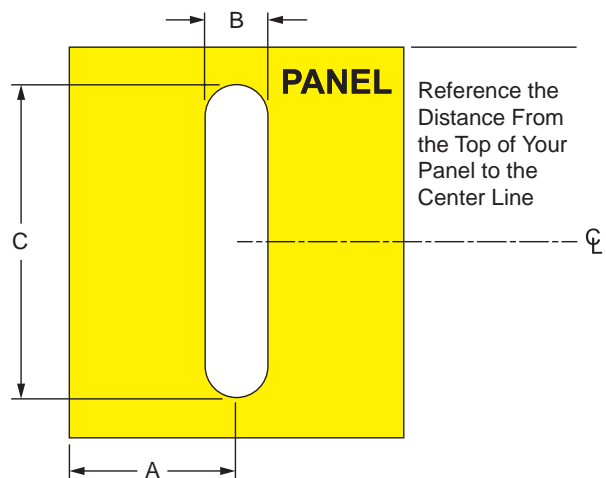 B
PANEL
Reference the
Distance From
the Top of Your
Panel to the
Center Line
C
℄
A